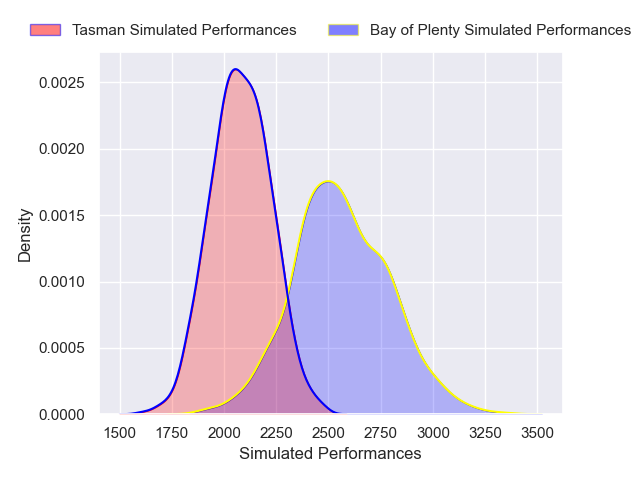 Tasman Simulated Performances Bay of Plenty Simulated Performances
0.0025
0.0020
0.0015
0.0010
0.0005
0.0000
Density
1500 1750 2000 2250 2500 2750 3000 3250 3500
Simulated Performances